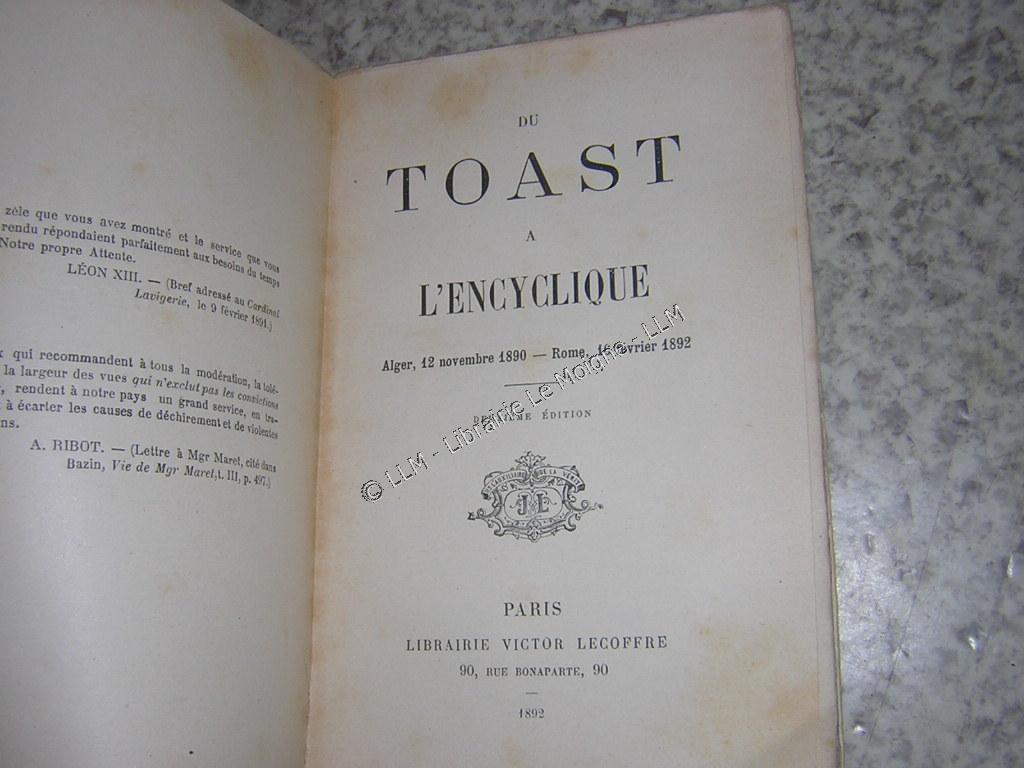 zèle que vous avez montré et le service que vous
rendu répondaient parfaitement aux besoins du temps
Notre propre Attente.
LÉON XIII. — (Bref adressé au Cardinal
Lavigerie, le 9 février 1891.)
qui recommandent à tous la modération, la tolé-
la largeur des vues qui n'exclut pas les convictions
rendent à notre pays un grand service, en tra-
à écarter les causes de déchirement et de violentes
ns.
A. RIBOT. — (Lettre à Mgr Maret, cité dans
Bazin, Vie de Mgr Maret, t. III, p. 497.)
DU
TOAST
A
L'ENCYCLIQUE
Alger, 12 novembre 1890 — Rome, 16 février 1892
DEUXIÈME ÉDITION
J L
PARIS
LIBRAIRIE VICTOR LECOFFRE
90, RUE BONAPARTE, 90
1892
© LLM - Librairie Le Moigne - LLM